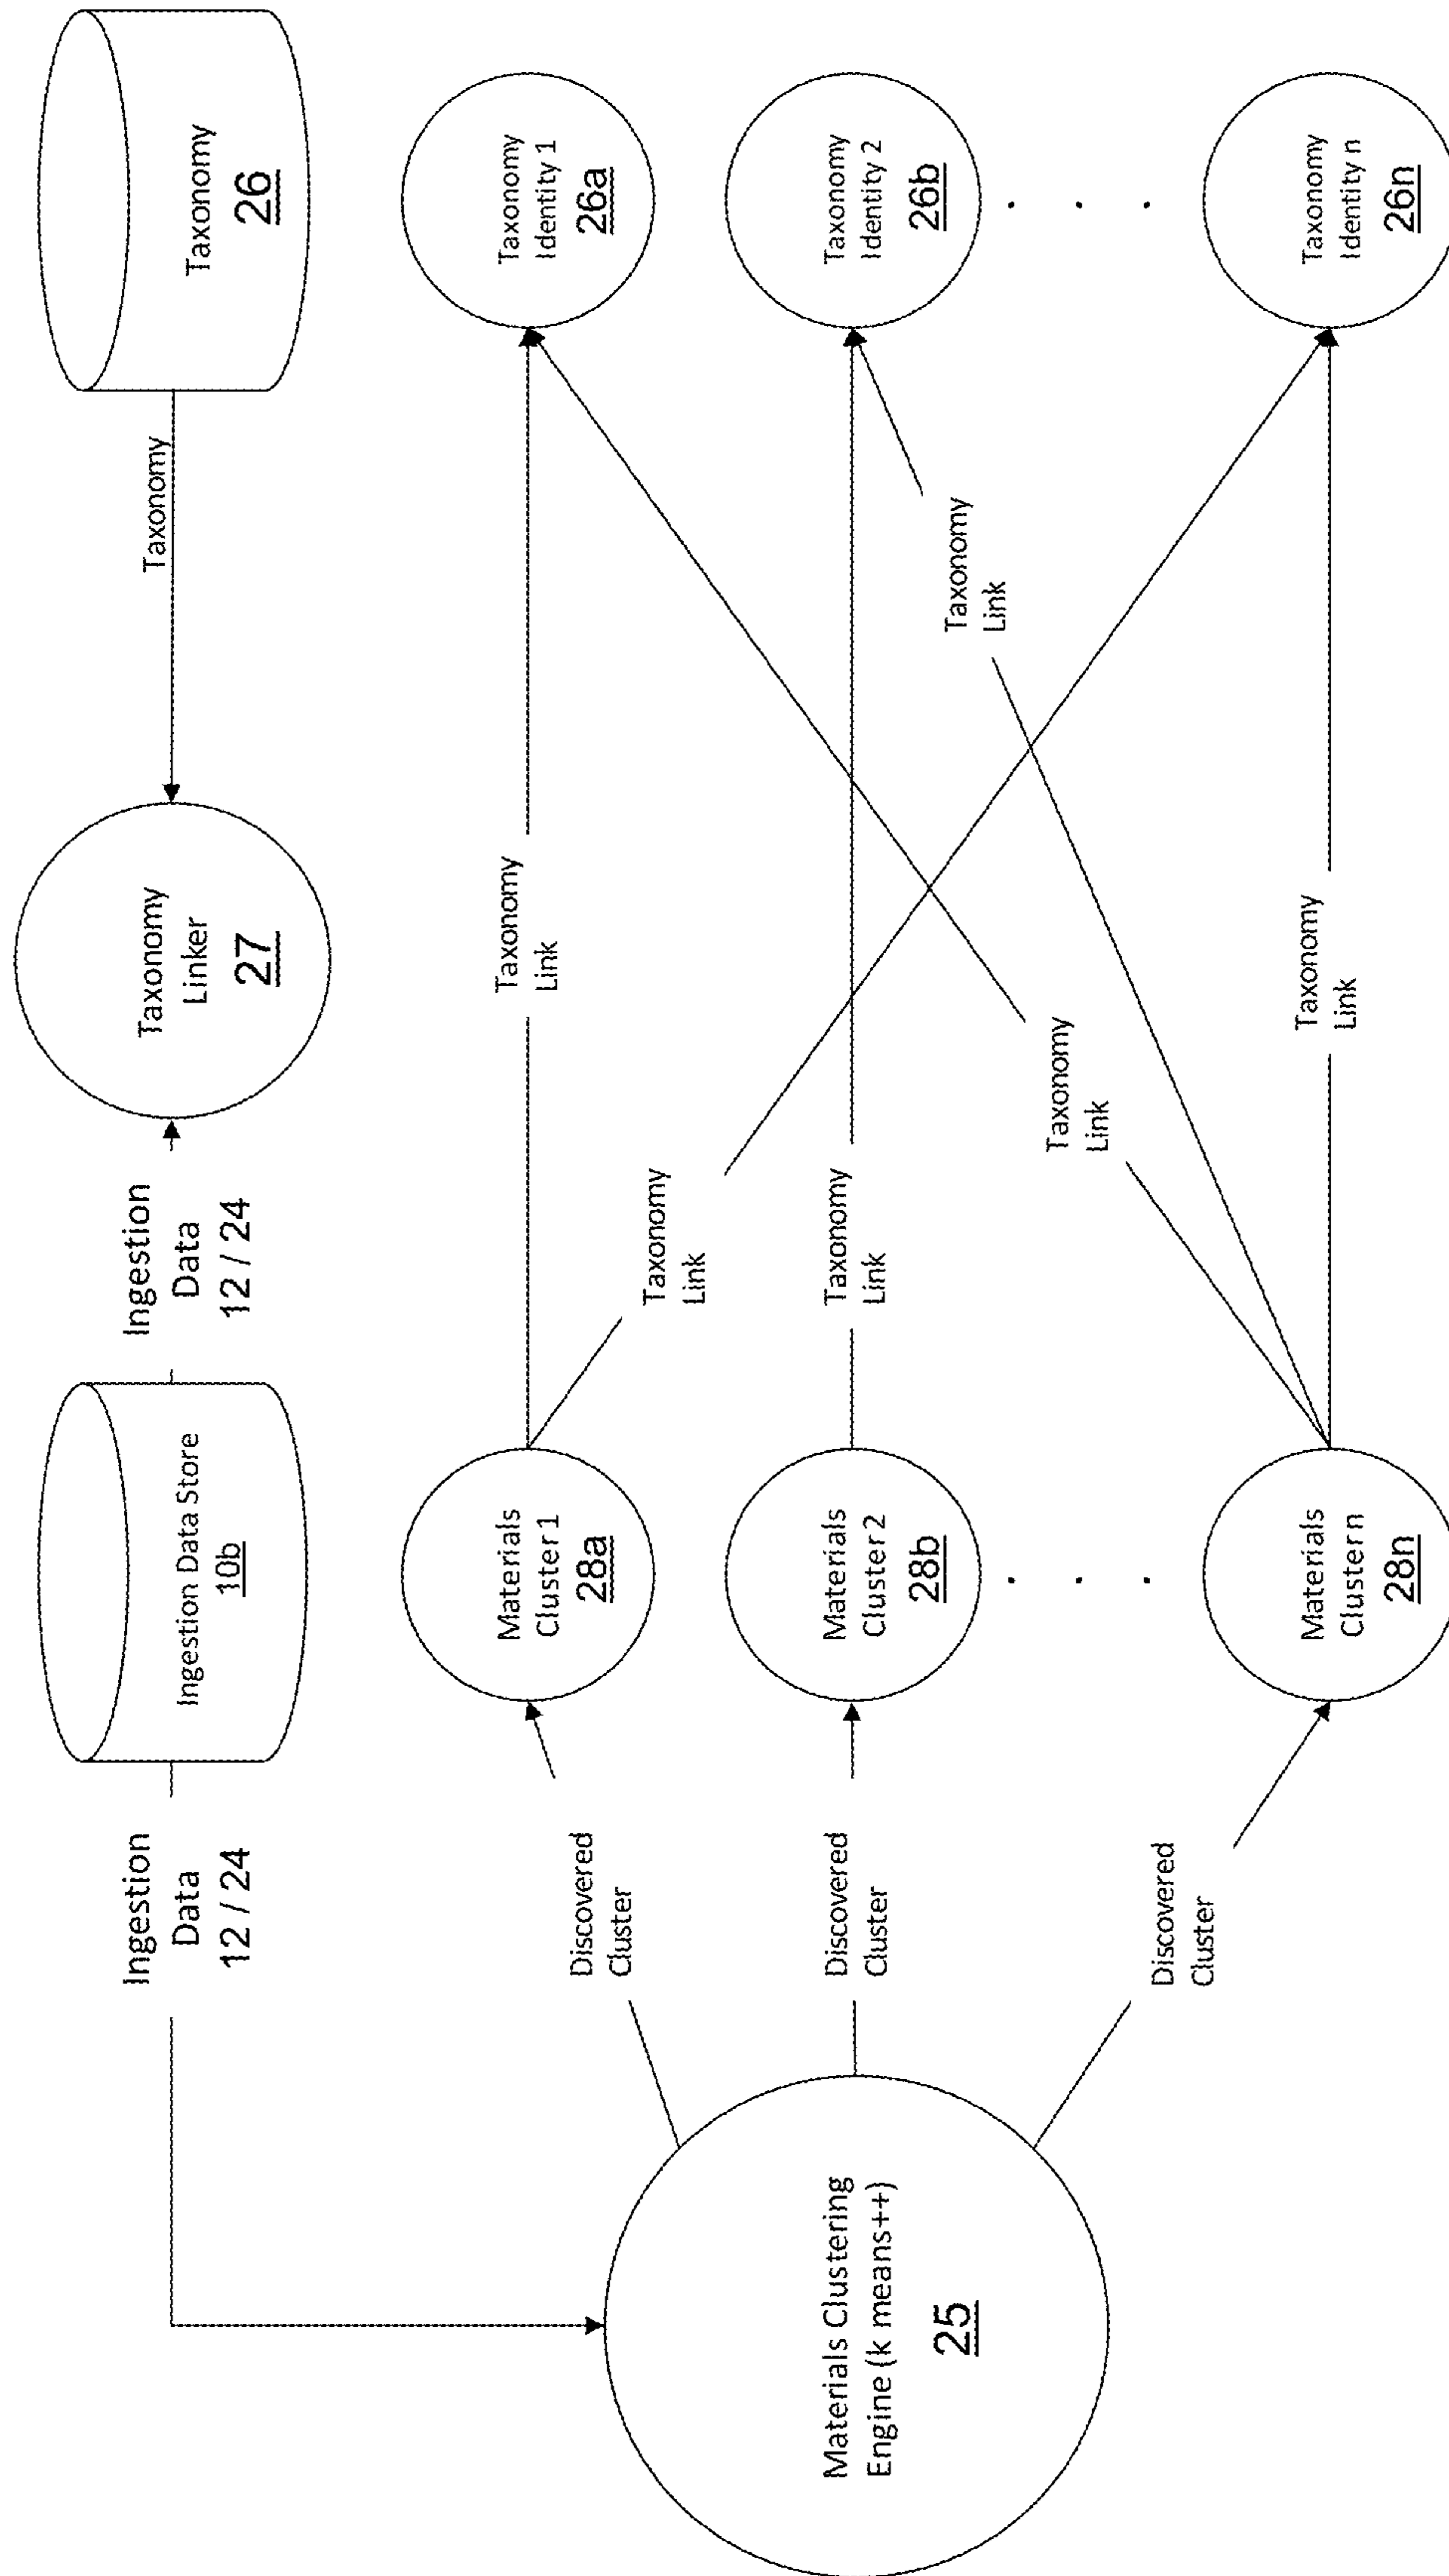 Ingestion
Data
12 / 24
Ingestion Data Store
10b
Ingestion
Data
12 / 24
Taxonomy
Linker
27
Taxonomy
Taxonomy
26
Materials Clustering
Engine (k means++)
25
Discovered
Cluster
Materials
Cluster 1
28a
Taxonomy
Link
Taxonomy
Link
Taxonomy
Identity 1
26a
Discovered
Cluster
Materials
Cluster 2
28b
Taxonomy
Link
Taxonomy
Link
Taxonomy
Identity 2
26b
. . .
. . .
Discovered
Cluster
Materials
Cluster n
28n
Taxonomy
Link
Taxonomy
Link
Taxonomy
Identity n
26n